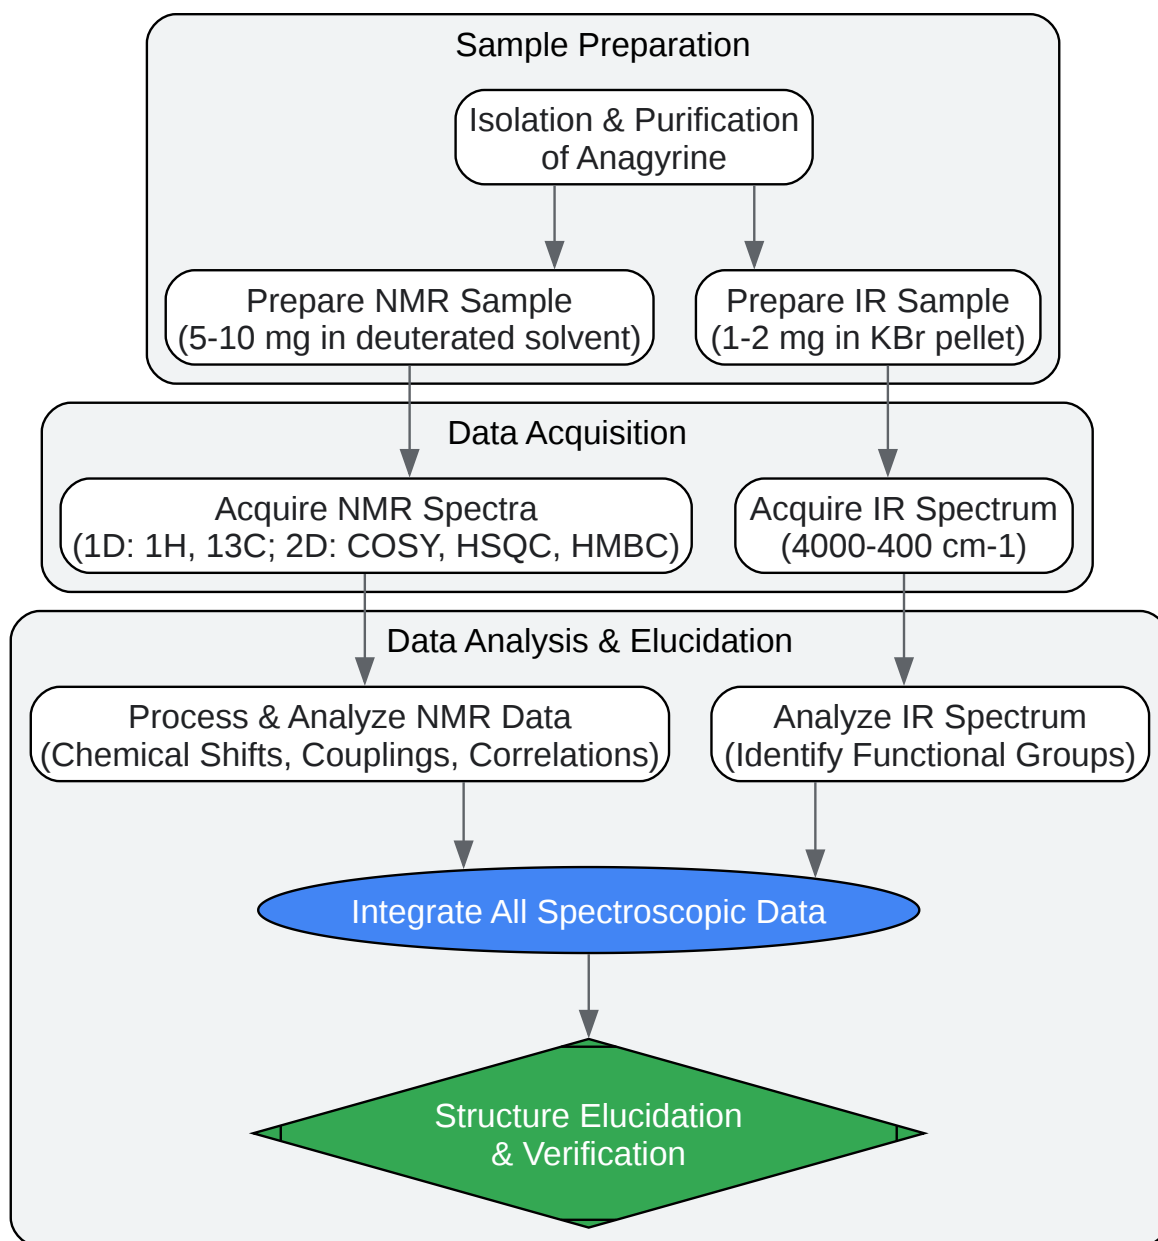 Sample Preparation
Isolation & Purification
of Anagyrine
Prepare NMR Sample
(5-10 mg in deuterated solvent)
Prepare IR Sample
(1-2 mg in KBr pellet)
Data Acquisition
Acquire NMR Spectra
(1D: 1H, 13C; 2D: COSY, HSQC, HMBC)
Acquire IR Spectrum
(4000-400 cm-1)
Data Analysis & Elucidation
Process & Analyze NMR Data
(Chemical Shifts, Couplings, Correlations)
Analyze IR Spectrum
(Identify Functional Groups)
Integrate All Spectroscopic Data
Structure Elucidation
& Verification